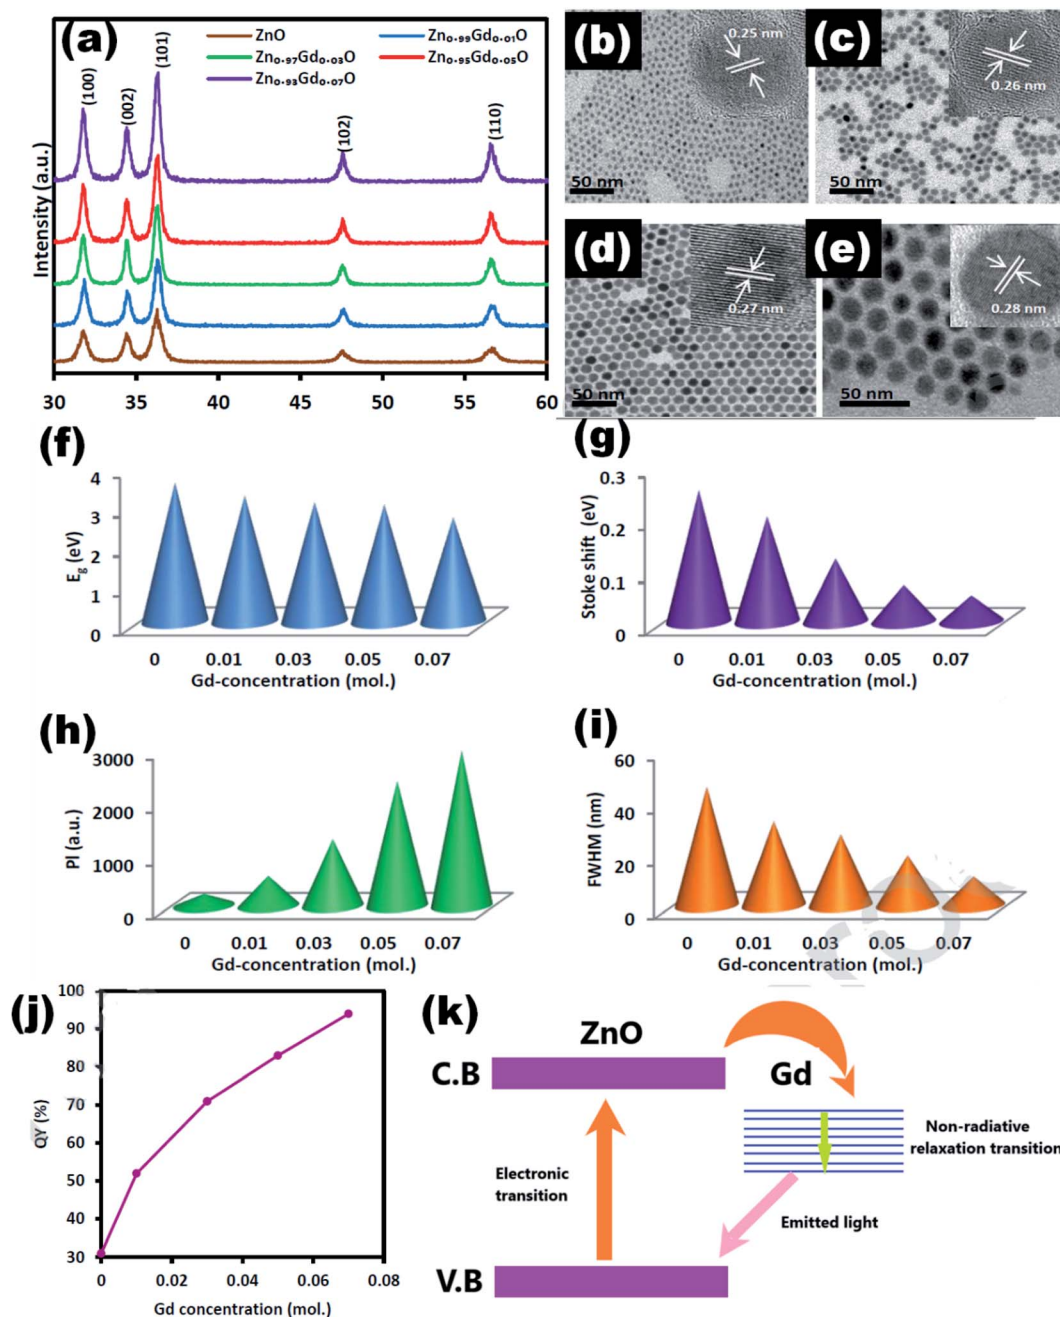 (a)
ZnO
Zn₀.₉₉Gd₀.₀₁O
Zn₀.₉₇Gd₀.₀₃O
Zn₀.₉₅Gd₀.₀₅O
Zn₀.₉₃Gd₀.₀₇O
(100)
(002)
(101)
(102)
(110)
Intensity (a.u.)
30 35 40 45 50 55 60
(b)
0.25 nm
50 nm
(c)
0.26 nm
50 nm
(d)
0.27 nm
50 nm
(e)
0.28 nm
50 nm
(f)
E_g (eV)
4
3
2
1
0
0 0.01 0.03 0.05 0.07
Gd-concentration (mol.)
(g)
Stoke shift (eV)
0.3
0.2
0.1
0
0 0.01 0.03 0.05 0.07
Gd-concentration (mol.)
(h)
PI (a.u.)
3000
2000
1000
0
0 0.01 0.03 0.05 0.07
Gd-concentration (mol.)
(i)
FWHM (nm)
60
40
20
0
0 0.01 0.03 0.05 0.07
Gd-concentration (mol.)
(j)
QY (%)
100
90
80
70
60
50
40
30
0 0.02 0.04 0.06 0.08
Gd concentration (mol.)
(k)
ZnO
C.B
Gd
Non-radiative
relaxation transition
Electronic
transition
Emitted light
V.B